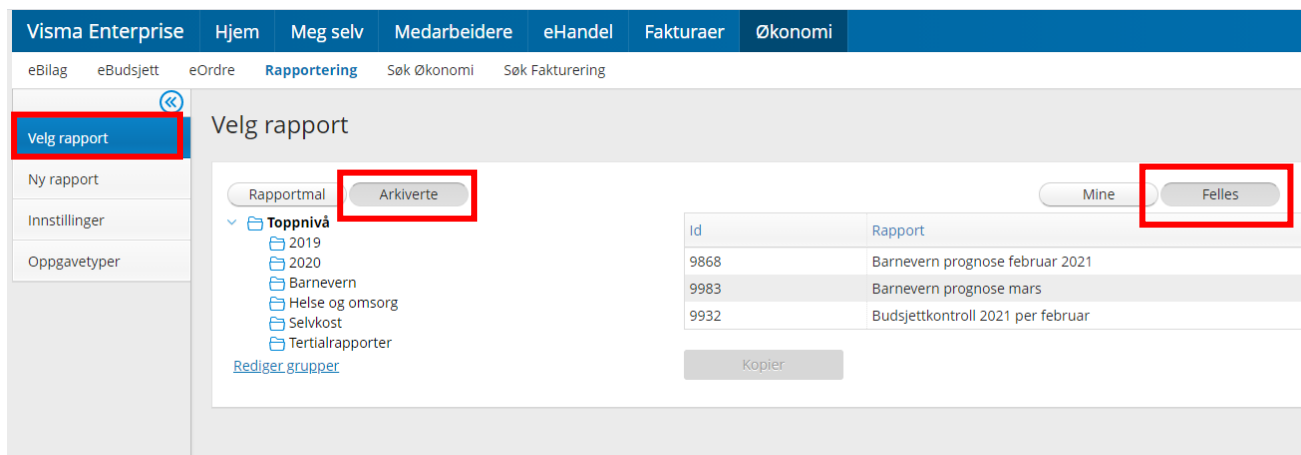 Visma Enterprise Hjem Meg selv Medarbeidere eHandel Fakturaer Økonomi
eBilag eBudsjett eOrdre Rapportering Søk Økonomi Søk Fakturering
Velg rapport
Ny rapport
Innstillinger
Oppgavetyper
Velg rapport
Rapportmal Arkiverte
Toppnivå
2019
2020
Barnevern
Helse og omsorg
Selvkost
Tertialrapporter
Rediger grupper
Mine Felles
Id Rapport
9868 Barnevern prognose februar 2021
9983 Barnevern prognose mars
9932 Budsjettkontroll 2021 per februar
Kopier